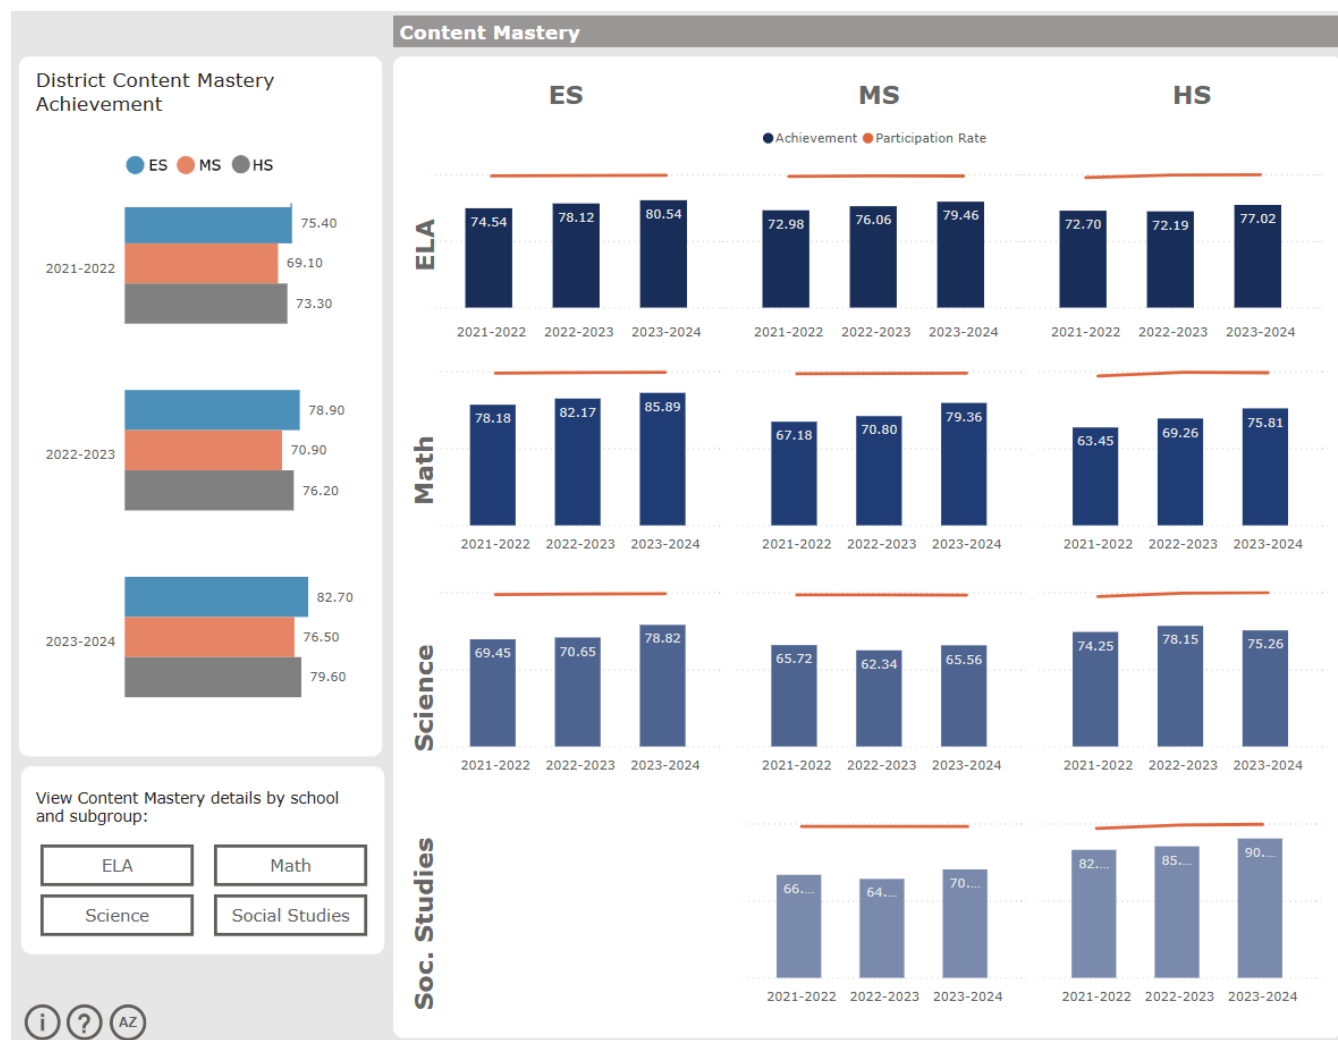 Content Mastery
District Content Mastery
Achievement
ES MS HS
2021-2022
75.40
69.10
73.30
2022-2023
78.90
70.90
76.20
2023-2024
82.70
76.50
79.60
View Content Mastery details by school
and subgroup:
ELA Math
Science Social Studies
i ? AZ
ES MS HS
Achievement Participation Rate
ELA
74.54 78.12 80.54 72.98 76.06 79.46 72.70 72.19 77.02
2021-2022 2022-2023 2023-2024 2021-2022 2022-2023 2023-2024 2021-2022 2022-2023 2023-2024
Math
78.18 82.17 85.89 67.18 70.80 79.36 63.45 69.26 75.81
2021-2022 2022-2023 2023-2024 2021-2022 2022-2023 2023-2024 2021-2022 2022-2023 2023-2024
Science
69.45 70.65 78.82 65.72 62.34 65.56 74.25 78.15 75.26
2021-2022 2022-2023 2023-2024 2021-2022 2022-2023 2023-2024 2021-2022 2022-2023 2023-2024
Soc. Studies
66.... 64.... 70.... 82.... 85.... 90....
2021-2022 2022-2023 2023-2024 2021-2022 2022-2023 2023-2024